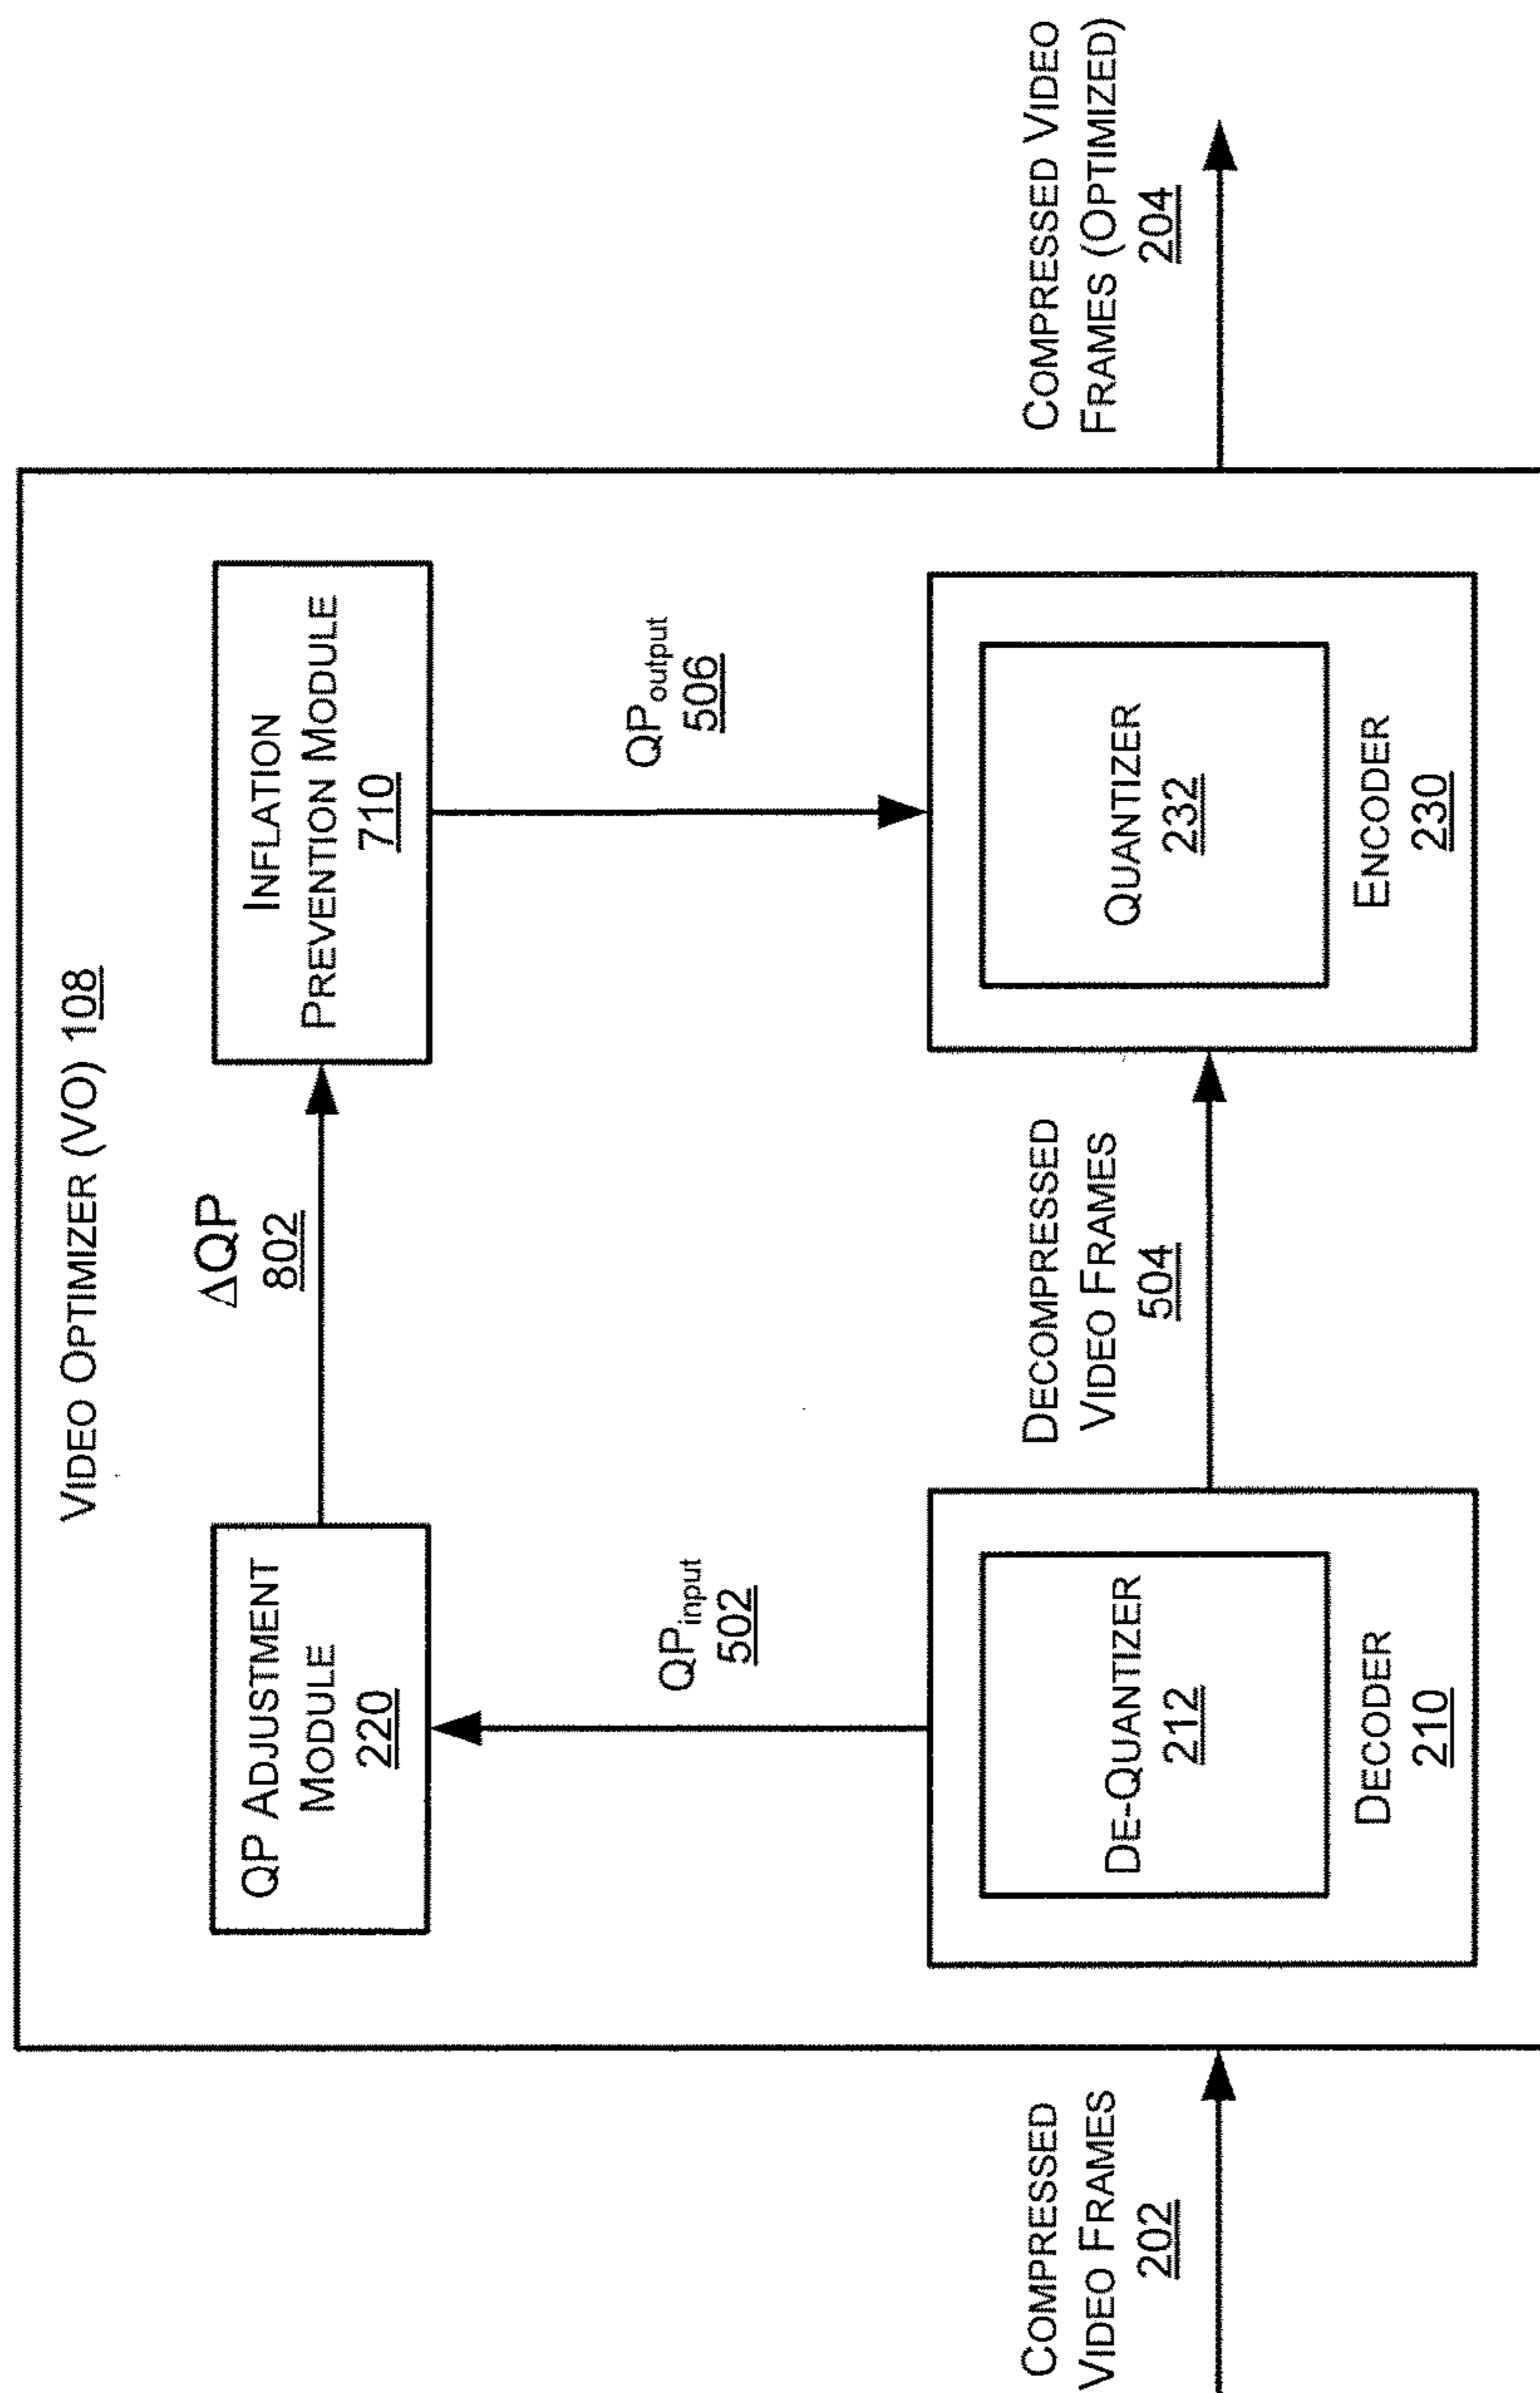 VIDEO OPTIMIZER (VO) 108
QP ADJUSTMENT
MODULE
220
ΔQP
802
INFLATION
PREVENTION MODULE
710
QPinput
502
QPoutput
506
COMPRESSED
VIDEO FRAMES
202
DE-QUANTIZER
212
DECODER
210
DECOMPRESSED
VIDEO FRAMES
504
QUANTIZER
232
ENCODER
230
COMPRESSED VIDEO
FRAMES (OPTIMIZED)
204